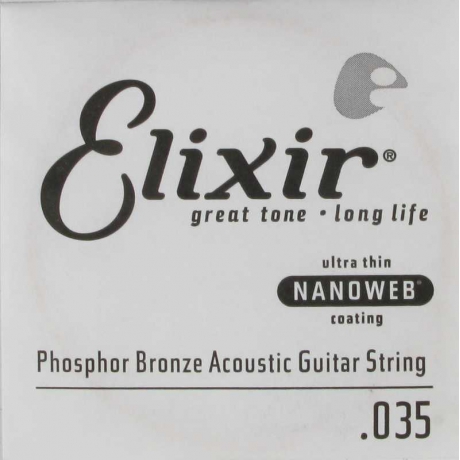 Elixir®
great tone • long life
ultra thin
NANOWEB®
coating
Phosphor Bronze Acoustic Guitar String
.035